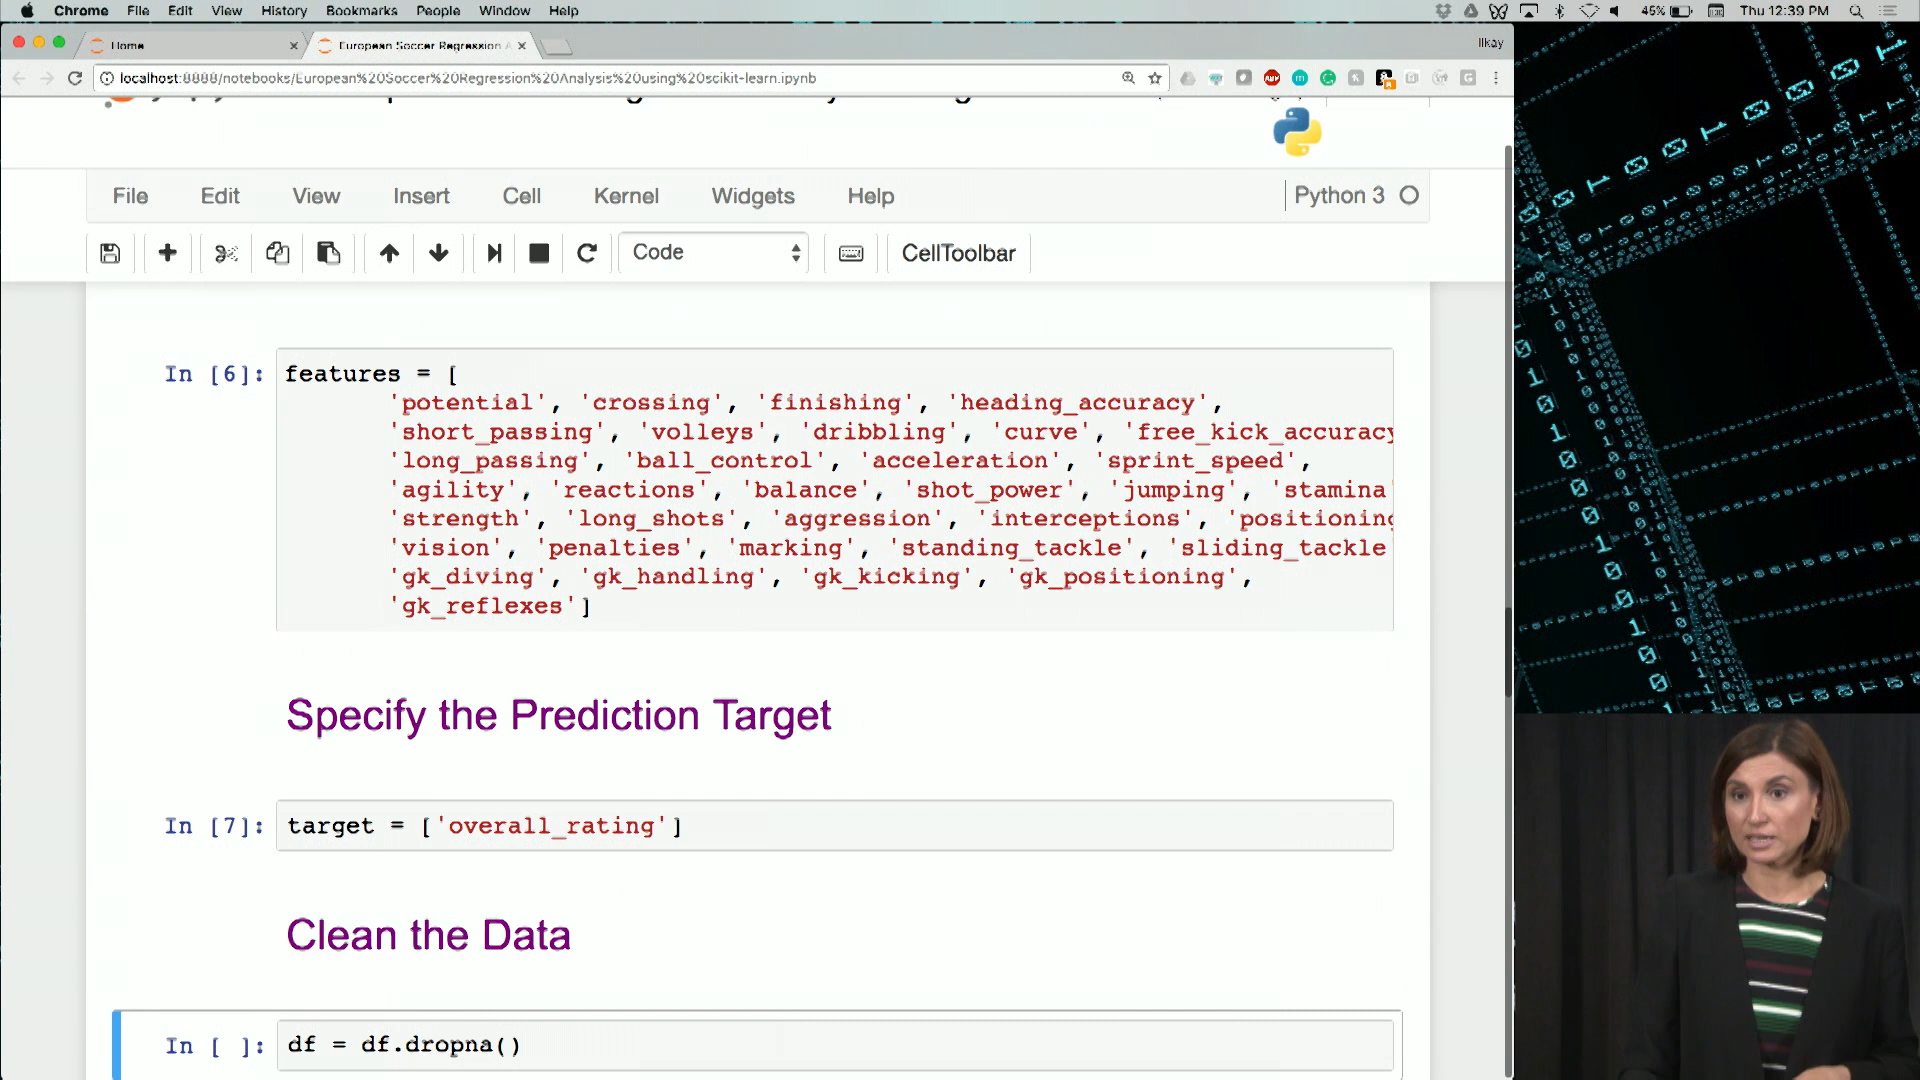 Chrome File Edit View History Bookmarks People Window Help 45% Thu 12:39 PM
Home European Soccer Regression A Ilkay
localhost:8888/notebooks/European%20Soccer%20Regression%20Analysis%20using%20scikit-learn.ipynb
File Edit View Insert Cell Kernel Widgets Help Python 3
Code CellToolbar
In [6]: features = [
'potential', 'crossing', 'finishing', 'heading_accuracy',
'short_passing', 'volleys', 'dribbling', 'curve', 'free_kick_accuracy
'long_passing', 'ball_control', 'acceleration', 'sprint_speed',
'agility', 'reactions', 'balance', 'shot_power', 'jumping', 'stamina'
'strength', 'long_shots', 'aggression', 'interceptions', 'positioning
'vision', 'penalties', 'marking', 'standing_tackle', 'sliding_tackle'
'gk_diving', 'gk_handling', 'gk_kicking', 'gk_positioning',
'gk_reflexes']
Specify the Prediction Target
In [7]: target = ['overall_rating']
Clean the Data
In [ ]: df = df.dropna()